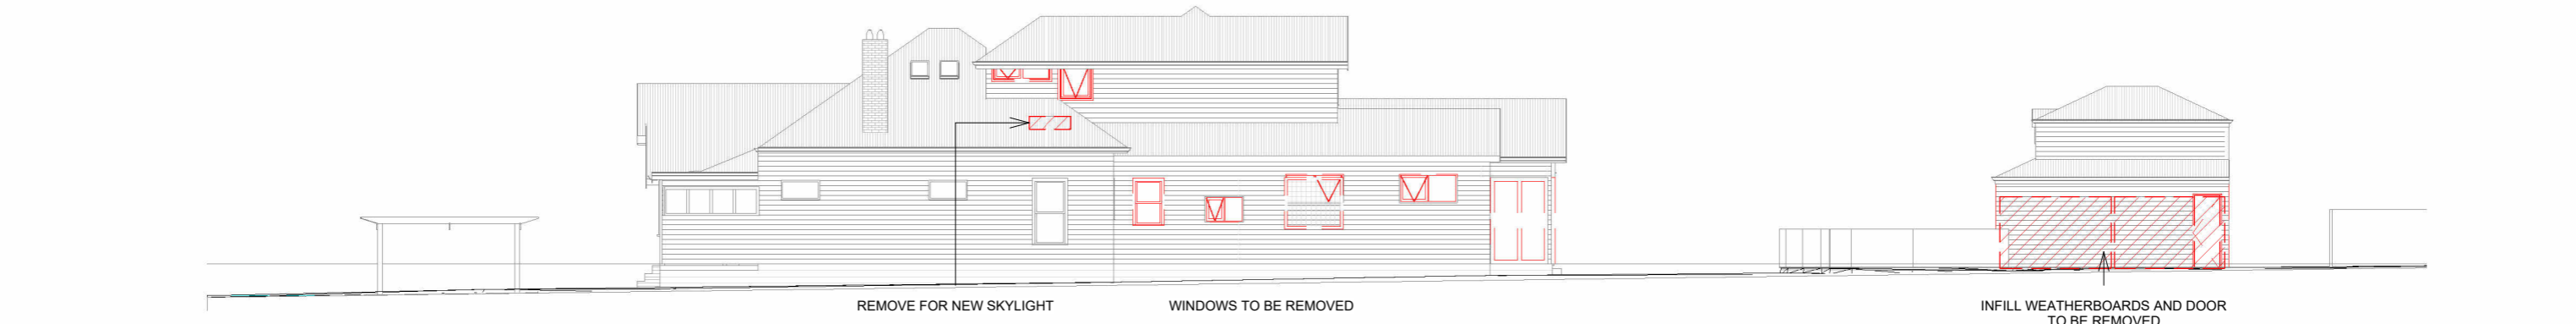 REMOVE FOR NEW SKYLIGHT
WINDOWS TO BE REMOVED
INFILL WEATHERBOARDS AND DOOR
TO BE REMOVED